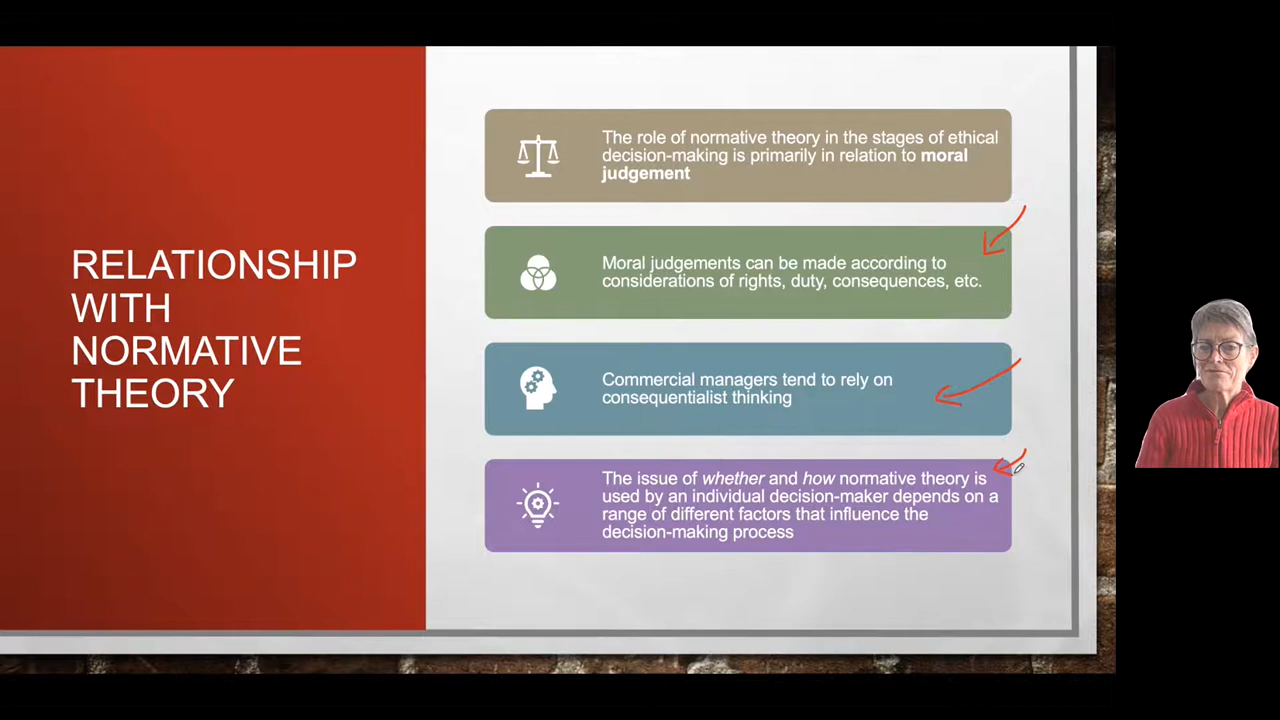 RELATIONSHIP
WITH
NORMATIVE
THEORY
The role of normative theory in the stages of ethical
decision-making is primarily in relation to moral
judgement
Moral judgements can be made according to
considerations of rights, duty, consequences, etc.
Commercial managers tend to rely on
consequentialist thinking
The issue of whether and how normative theory is
used by an individual decision-maker depends on a
range of different factors that influence the
decision-making process